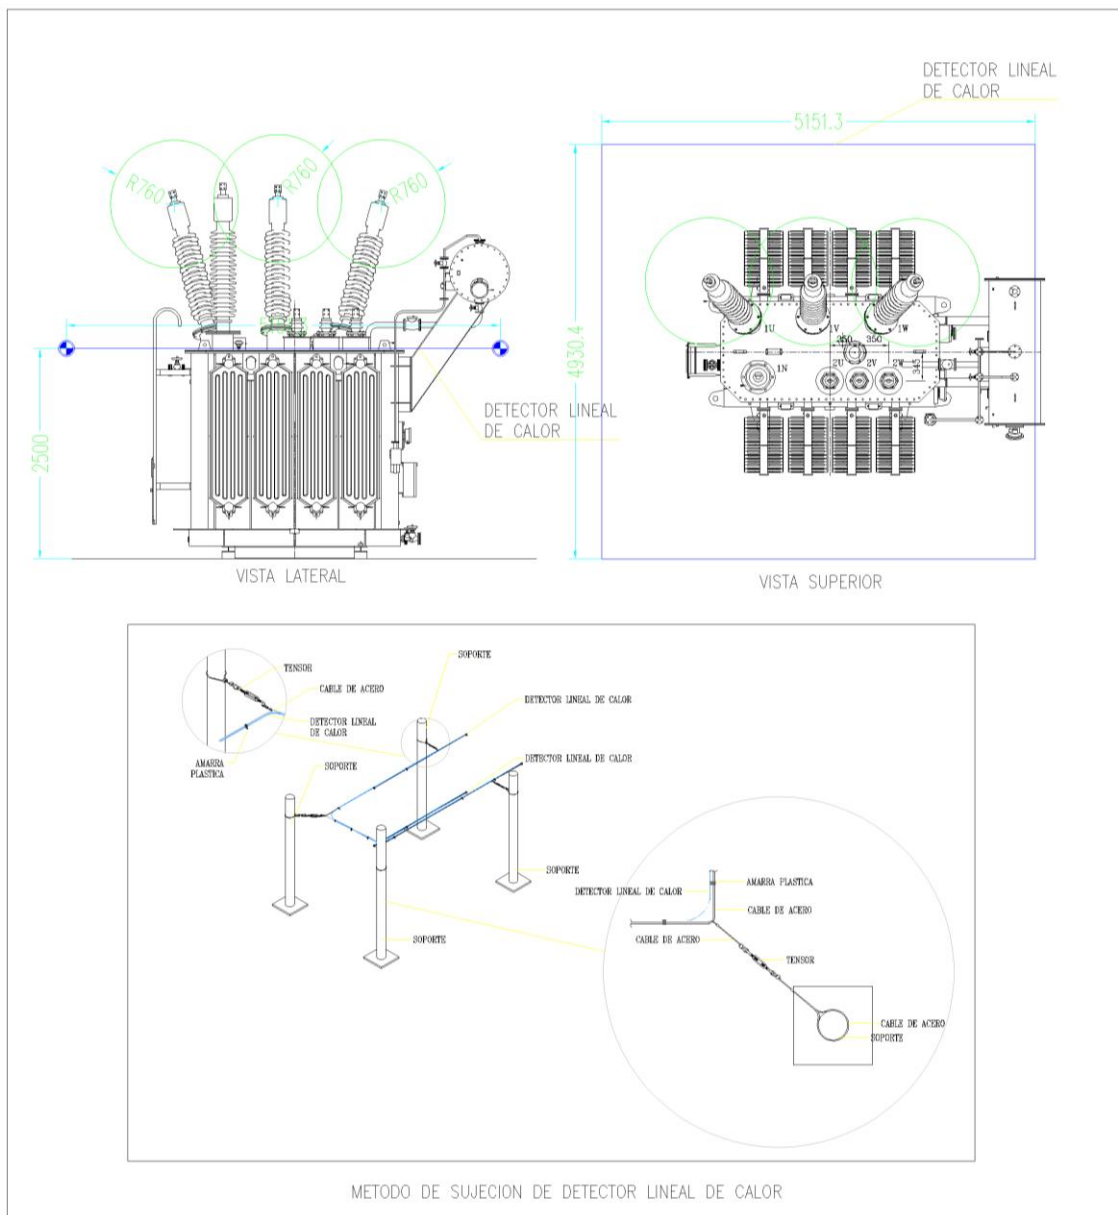 DETECTOR LINEAL
DE CALOR
5151.3
R760
R760
R760
4930.4
1U
1V
1W
350
350
1N
2U
2V
2W
345
DETECTOR LINEAL
DE CALOR
2500
VISTA LATERAL
VISTA SUPERIOR
SOPORTE
TENSOR
CABLE DE ACERO
DETECTOR LINEAL DE CALOR
DETECTOR LINEAL
DE CALOR
AMARRA
PLASTICA
SOPORTE
DETECTOR LINEAL DE CALOR
SOPORTE
AMARRA PLASTICA
DETECTOR LINEAL DE CALOR
CABLE DE ACERO
SOPORTE
CABLE DE ACERO
TENSOR
CABLE DE ACERO
SOPORTE
METODO DE SUJECION DE DETECTOR LINEAL DE CALOR